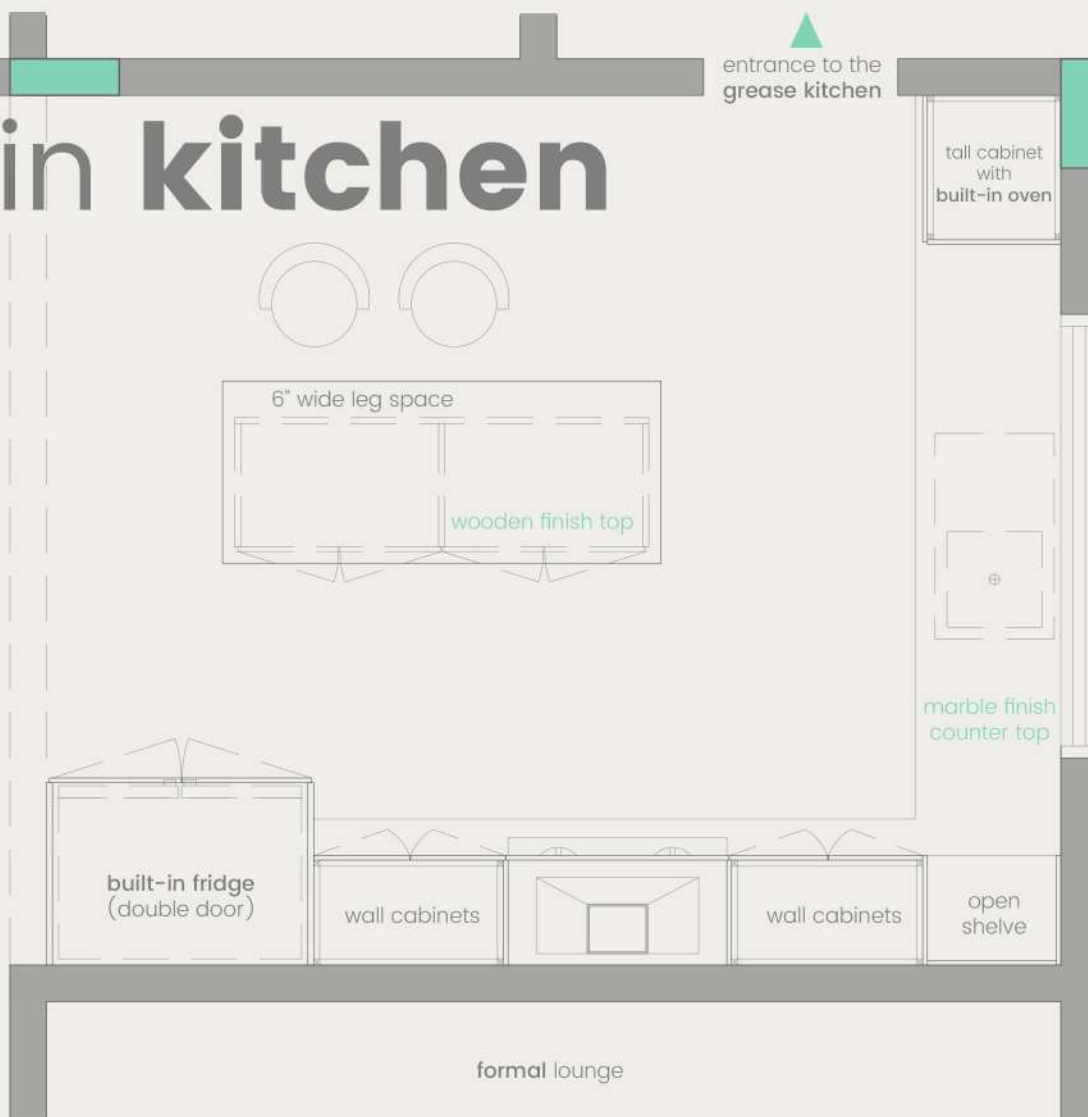 entrance to the
grease kitchen
in kitchen
tall cabinet
with
built-in oven
6" wide leg space
wooden finish top
marble finish
counter top
built-in fridge
(double door)
wall cabinets
wall cabinets
open
shelve
formal lounge